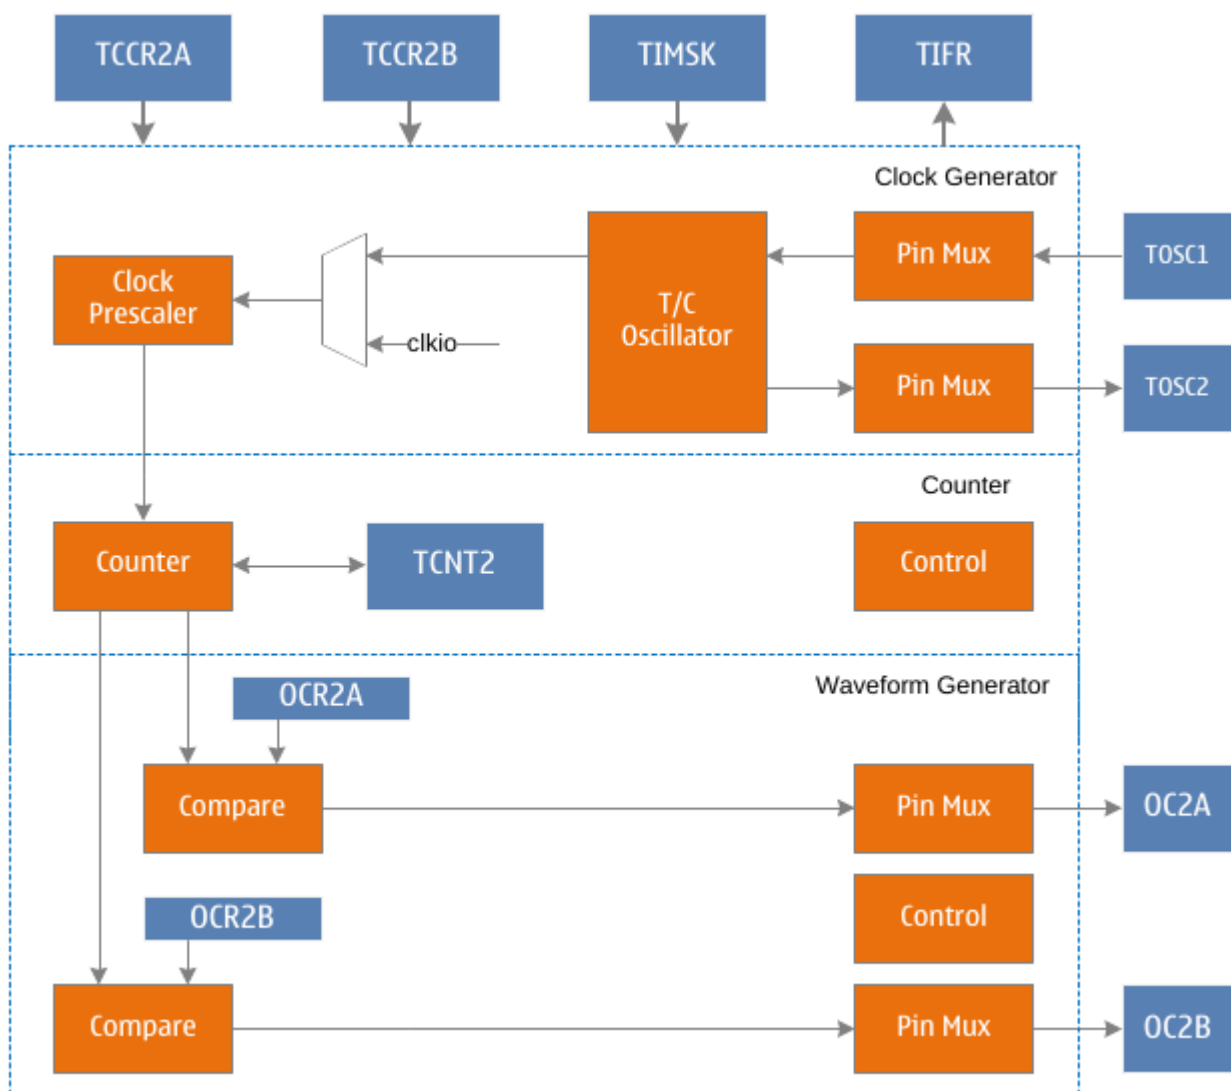 TCCR2A
TCCR2B
TIMSK
TIFR
Clock Generator
Clock
Prescaler
clkio
T/C
Oscillator
Pin Mux
TOSC1
Pin Mux
TOSC2
Counter
Counter
TCNT2
Control
Waveform Generator
OCR2A
Compare
Pin Mux
OC2A
OCR2B
Control
Compare
Pin Mux
OC2B